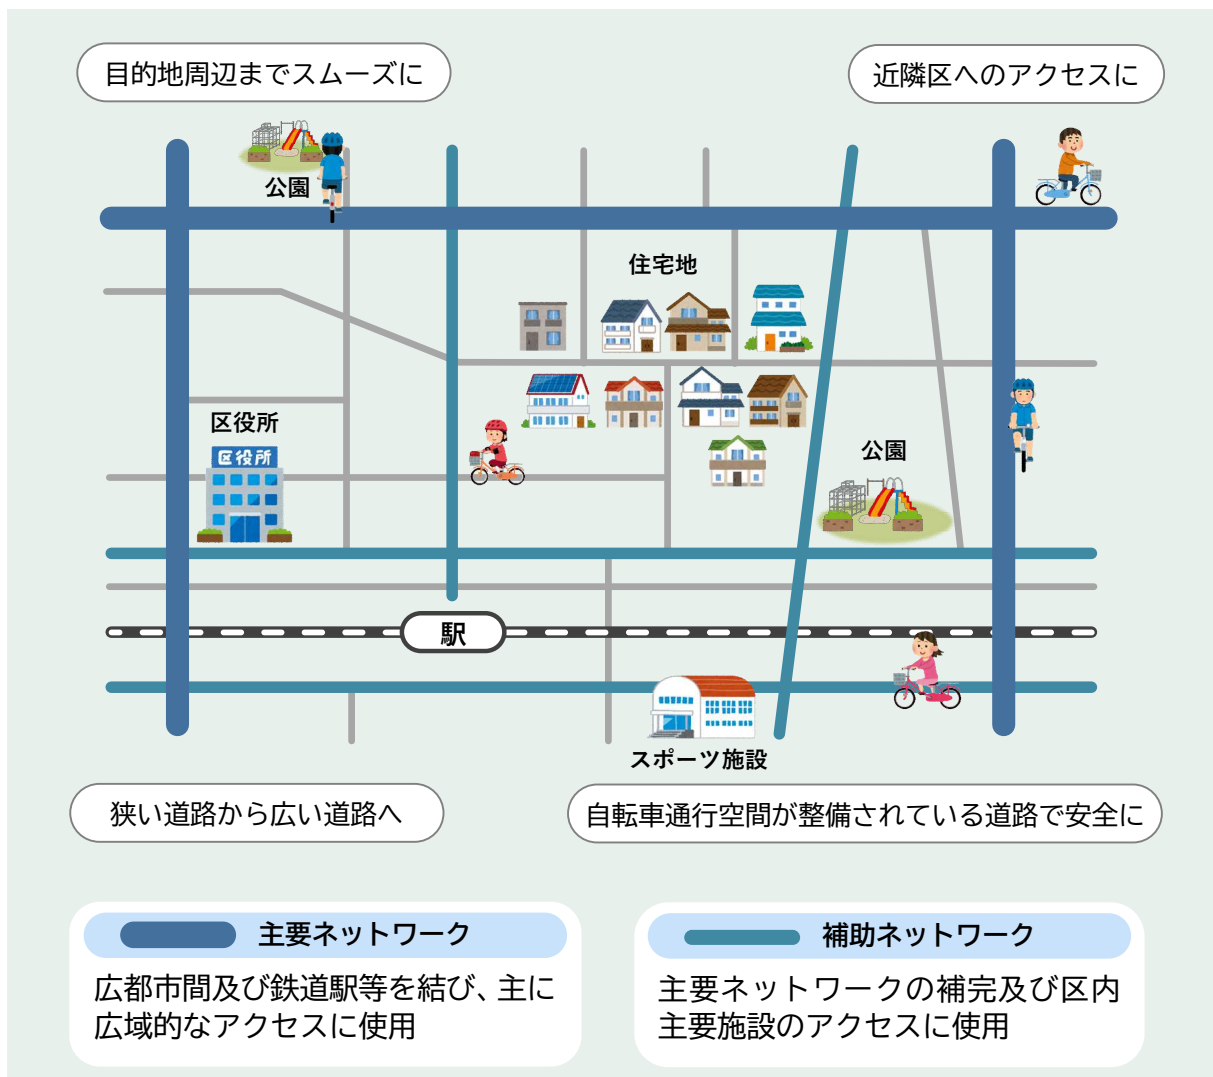 目的地周辺までスムーズに
近隣区へのアクセスに
公園
住宅地
区役所
区役所
公園
駅
スポーツ施設
狭い道路から広い道路へ
自転車通行空間が整備されている道路で安全に
主要ネットワーク
広都市間及び鉄道駅等を結び、主に
広域的なアクセスに使用
補助ネットワーク
主要ネットワークの補完及び区内
主要施設のアクセスに使用